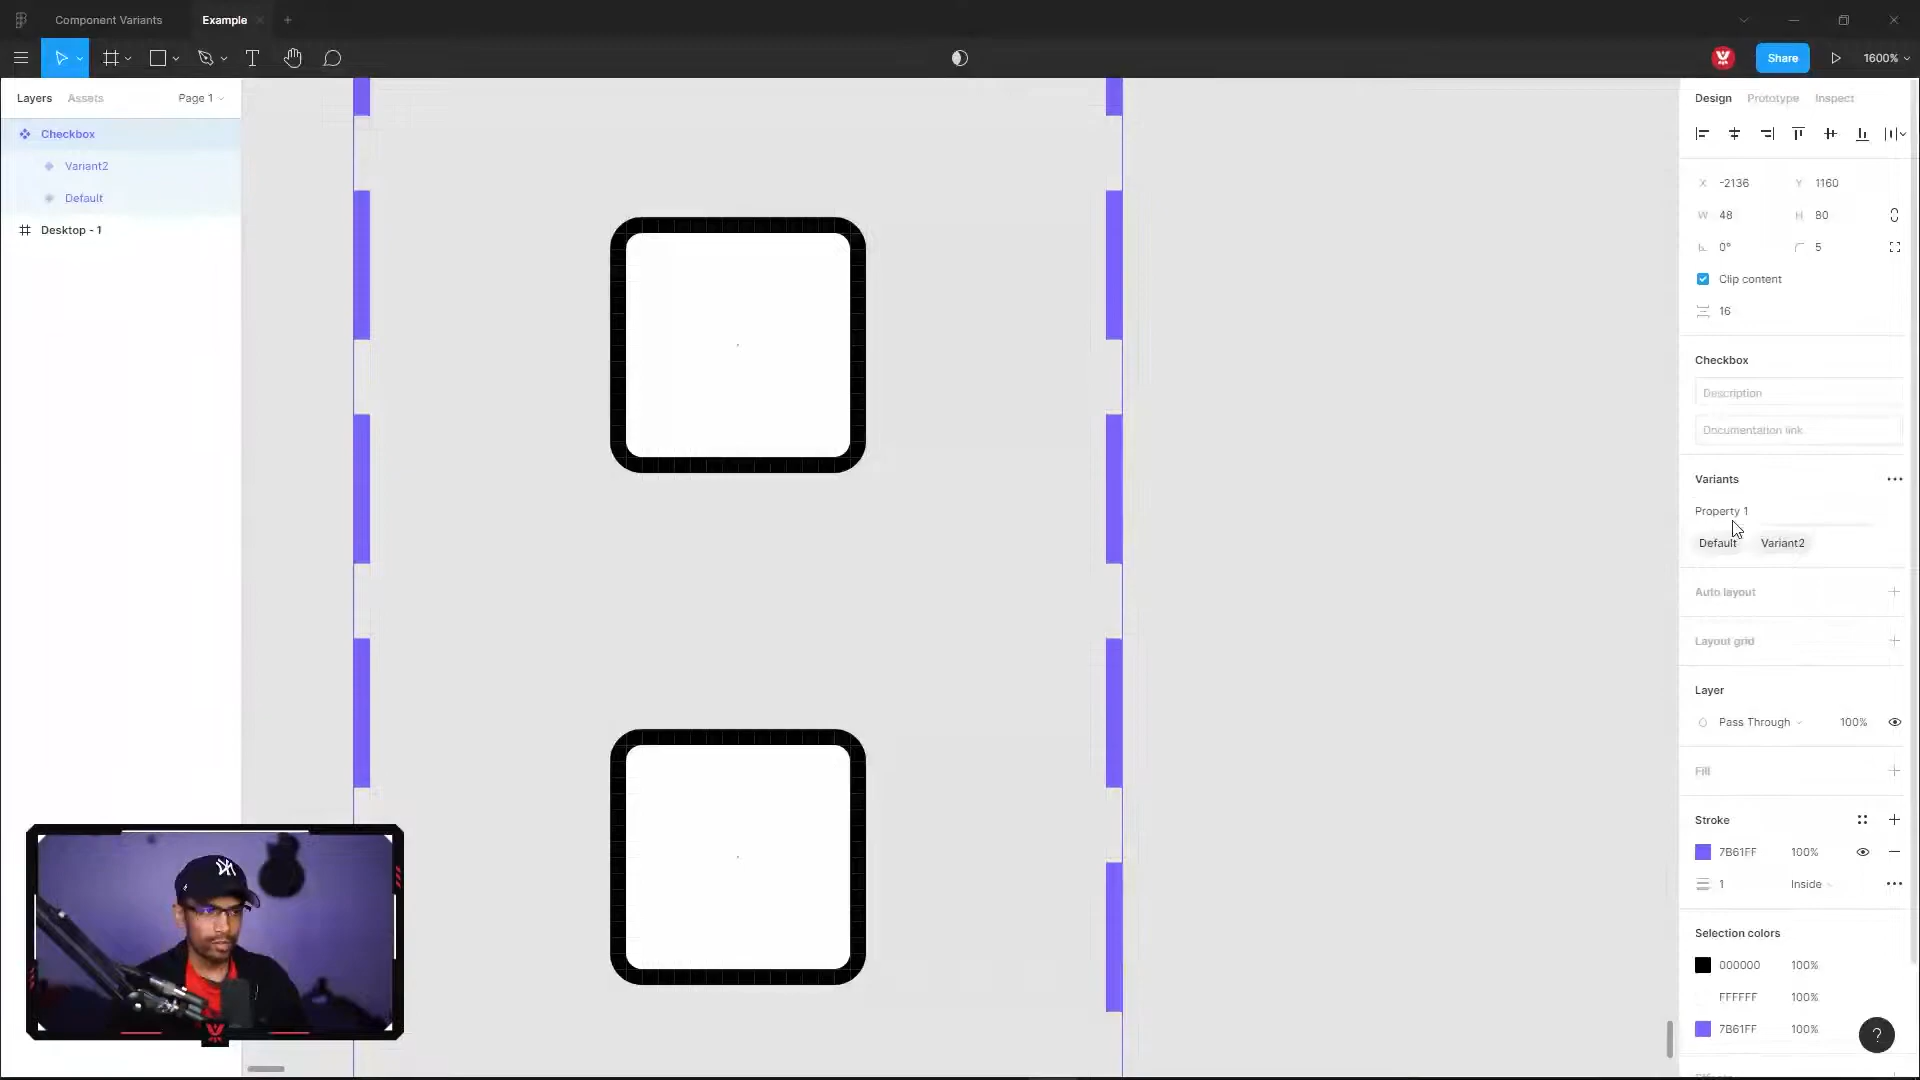 Component Variants
Example
Share
1600%
Layers
Assets
Page 1
Checkbox
Variant2
Default
Desktop - 1
Design
Prototype
Inspect
X -2136
Y 1160
W 48
H 80
0°
5
Clip content
16
Checkbox
Description
Documentation link
Variants
Property 1
Default
Variant2
Auto layout
Layout grid
Layer
Pass Through
100%
Fill
Stroke
7B61FF 100%
1
Inside
Selection colors
000000 100%
FFFFFF 100%
7B61FF 100%
?